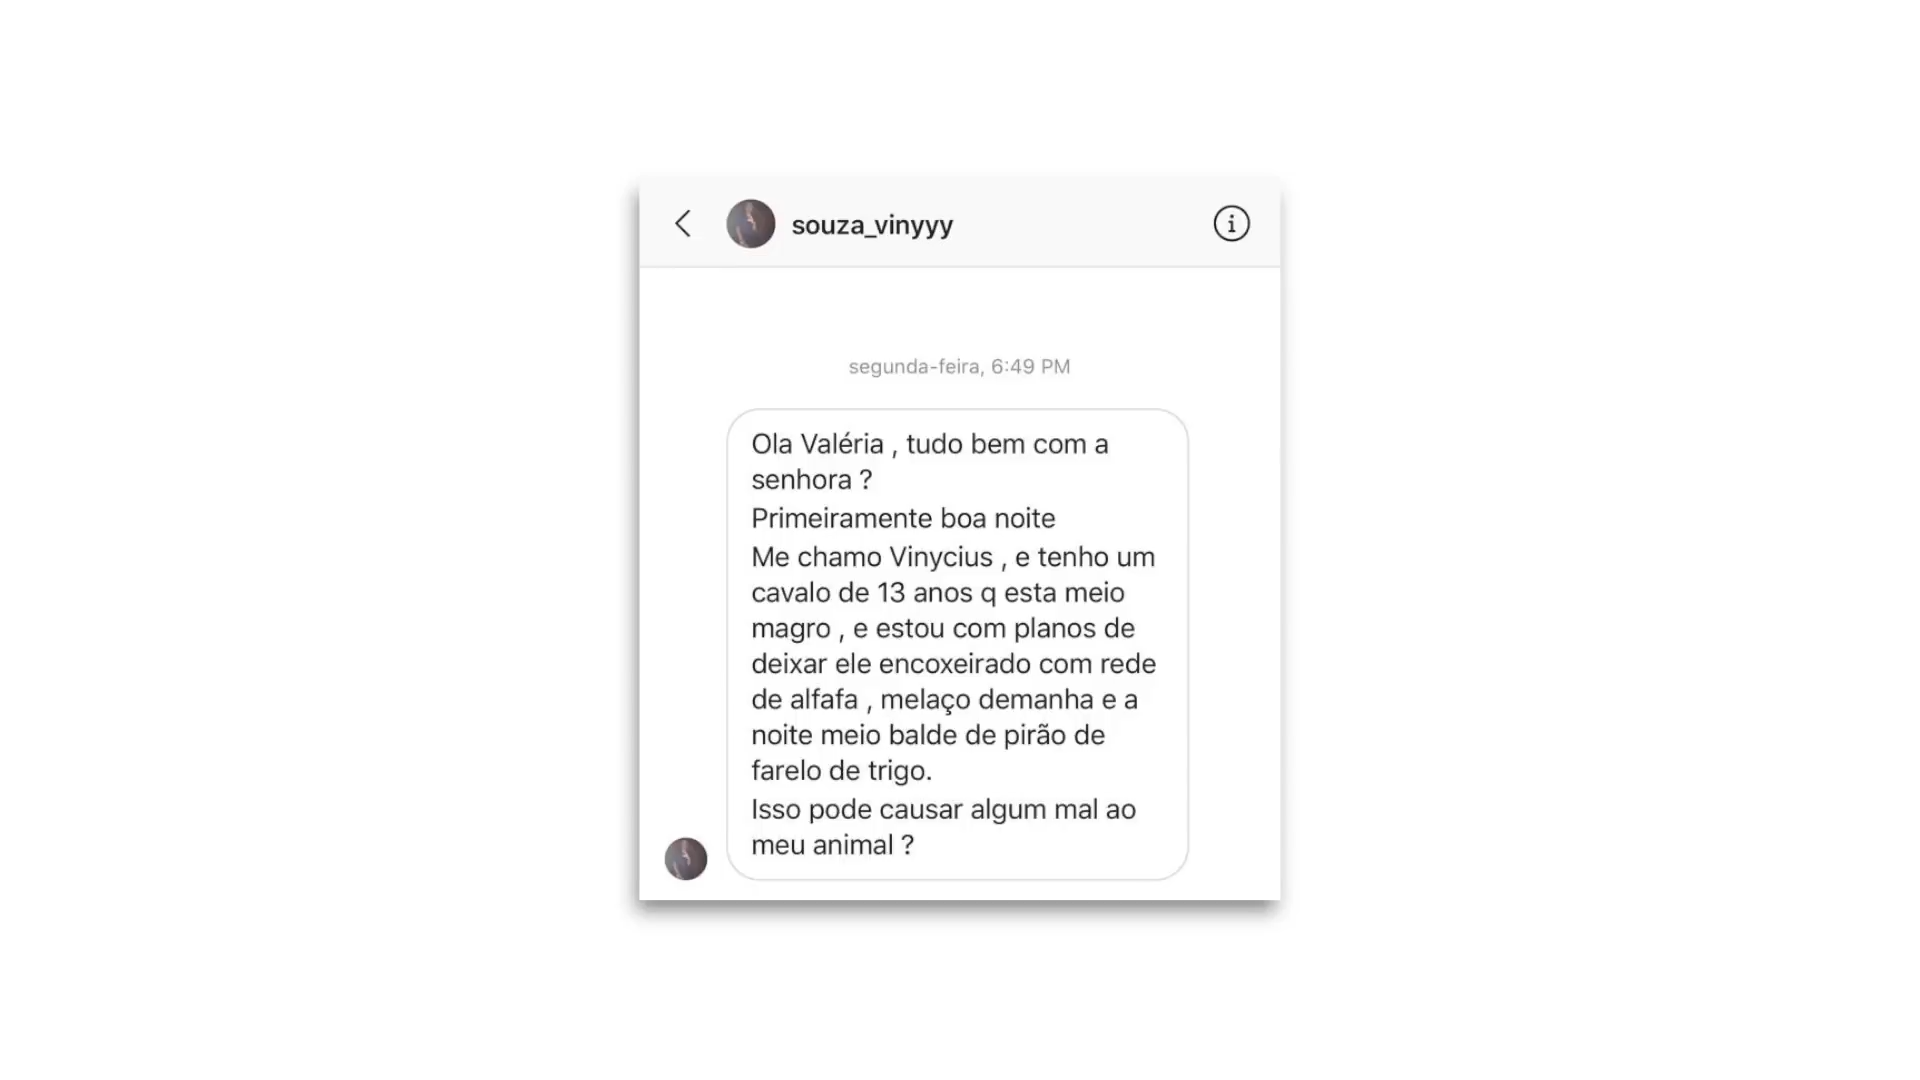 souza_vinyyy
segunda-feira, 6:49 PM
Ola Valéria , tudo bem com a
senhora ?
Primeiramente boa noite
Me chamo Vinycius , e tenho um
cavalo de 13 anos q esta meio
magro , e estou com planos de
deixar ele encoxeirado com rede
de alfafa , melaço demanha e a
noite meio balde de pirão de
farelo de trigo.
Isso pode causar algum mal ao
meu animal ?